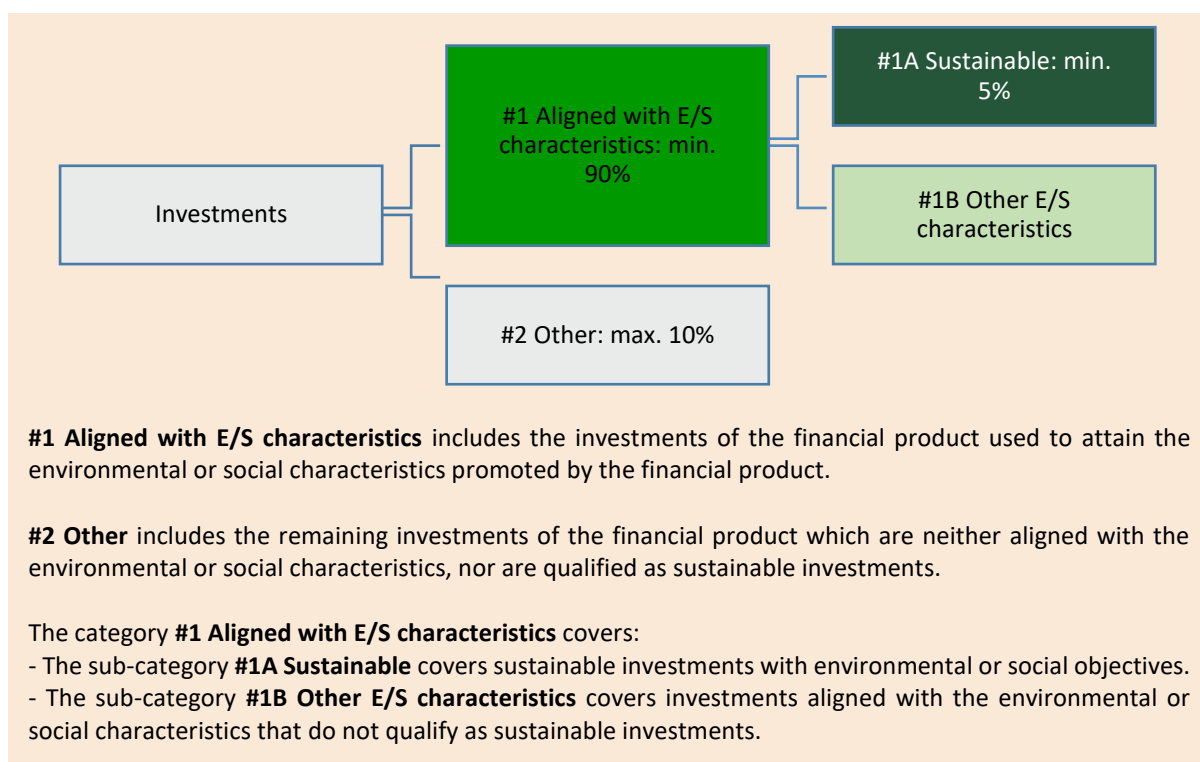 #1A Sustainable: min.
5%
#1 Aligned with E/S
characteristics: min.
90%
Investments
#1B Other E/S
characteristics
#2 Other: max. 10%
#1 Aligned with E/S characteristics includes the investments of the financial product used to attain the
environmental or social characteristics promoted by the financial product.
#2 Other includes the remaining investments of the financial product which are neither aligned with the
environmental or social characteristics, nor are qualified as sustainable investments.
The category #1 Aligned with E/S characteristics covers:
- The sub-category #1A Sustainable covers sustainable investments with environmental or social objectives.
- The sub-category #1B Other E/S characteristics covers investments aligned with the environmental or
social characteristics that do not qualify as sustainable investments.